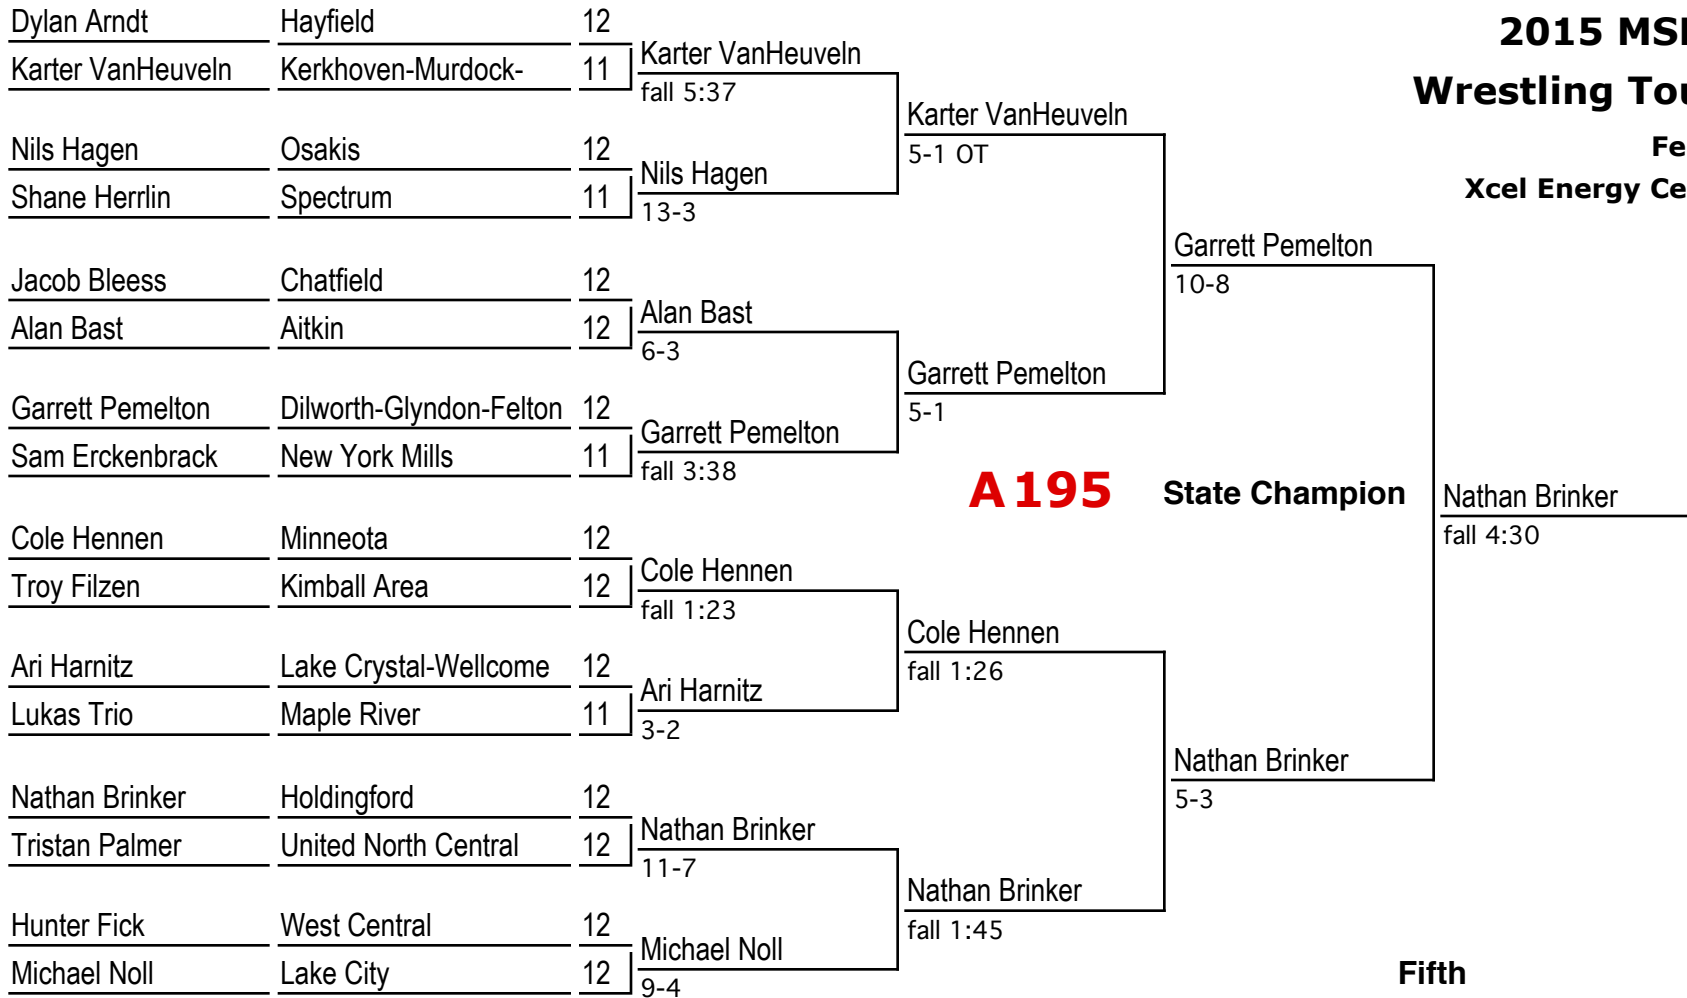 Dylan Arndt Hayfield 12
Karter VanHeuveln Kerkhoven-Murdock- 11
Karter VanHeuveln
fall 5:37
Nils Hagen Osakis 12
Shane Herrlin Spectrum 11
Nils Hagen
13-3
Karter VanHeuveln
5-1 OT
Jacob Bleess Chatfield 12
Alan Bast Aitkin 12
Alan Bast
6-3
Garrett Pemelton Dilworth-Glyndon-Felton 12
Sam Erckenbrack New York Mills 11
Garrett Pemelton
fall 3:38
Garrett Pemelton
5-1
Garrett Pemelton
10-8
Cole Hennen Minneota 12
Troy Filzen Kimball Area 12
Cole Hennen
fall 1:23
Ari Harnitz Lake Crystal-Wellcome 12
Lukas Trio Maple River 11
Ari Harnitz
3-2
Cole Hennen
fall 1:26
Nathan Brinker Holdingford 12
Tristan Palmer United North Central 12
Nathan Brinker
11-7
Hunter Fick West Central 12
Michael Noll Lake City 12
Michael Noll
9-4
Nathan Brinker
fall 1:45
Nathan Brinker
5-3
A 195 State Champion
Nathan Brinker
fall 4:30
2015 MS
Wrestling Tou
Fe
Xcel Energy Ce
Fifth